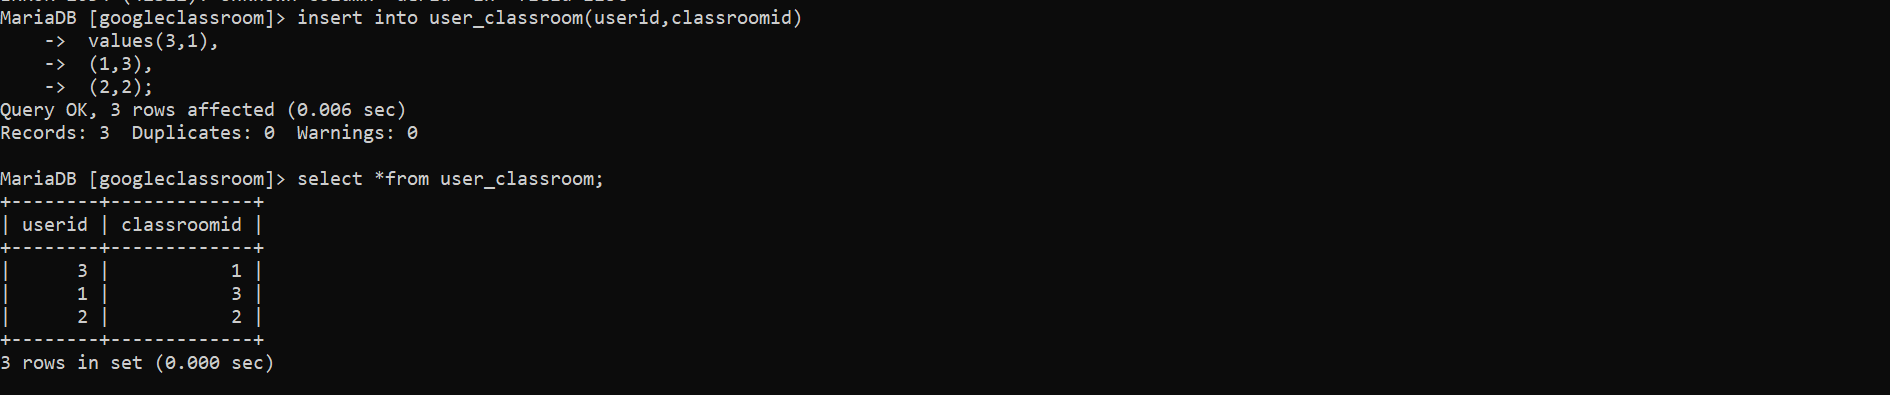 MariaDB [googleclassroom]> insert into user_classroom(userid,classroomid)
    ->  values(3,1),
    ->  (1,3),
    ->  (2,2);
Query OK, 3 rows affected (0.006 sec)
Records: 3  Duplicates: 0  Warnings: 0

MariaDB [googleclassroom]> select *from user_classroom;
+--------+-------------+
| userid | classroomid |
+--------+-------------+
|      3 |           1 |
|      1 |           3 |
|      2 |           2 |
+--------+-------------+
3 rows in set (0.000 sec)